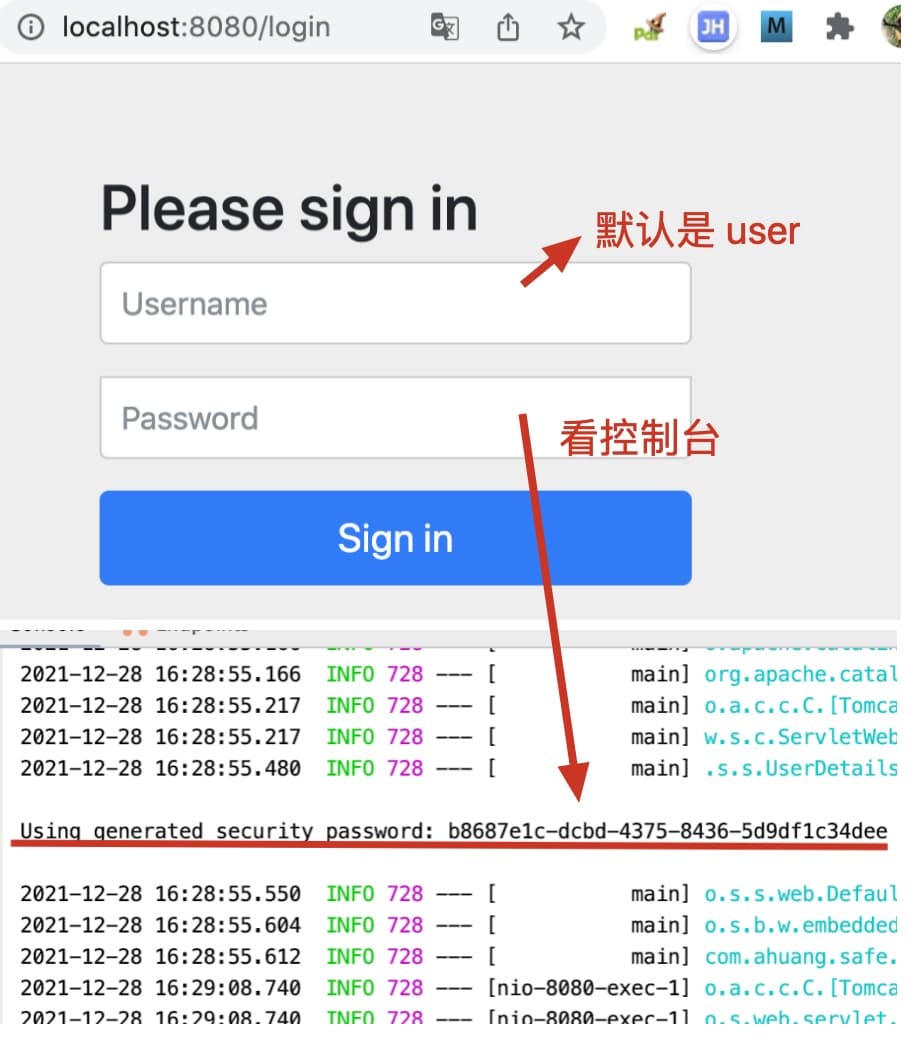 localhost:8080/login
JH
M
Please sign in
默认是 user
Username
Password
看控制台
Sign in
2021-12-28 16:28:55.166 INFO 728 --- [ main] org.apache.catal
2021-12-28 16:28:55.217 INFO 728 --- [ main] o.a.c.c.C.[Tomca
2021-12-28 16:28:55.217 INFO 728 --- [ main] w.s.c.ServletWeb
2021-12-28 16:28:55.480 INFO 728 --- [ main] .s.s.UserDetails
Using generated security password: b8687e1c-dcbd-4375-8436-5d9df1c34dee
2021-12-28 16:28:55.550 INFO 728 --- [ main] o.s.s.web.Defaul
2021-12-28 16:28:55.604 INFO 728 --- [ main] o.s.b.w.embedded
2021-12-28 16:28:55.612 INFO 728 --- [ main] com.ahuang.safe.
2021-12-28 16:29:08.740 INFO 728 --- [nio-8080-exec-1] o.a.c.c.C.[Tomca
2021-12-28 16:29:08.740 INFO 728 --- [nio-8080-exec-1] o.s.web.servlet.